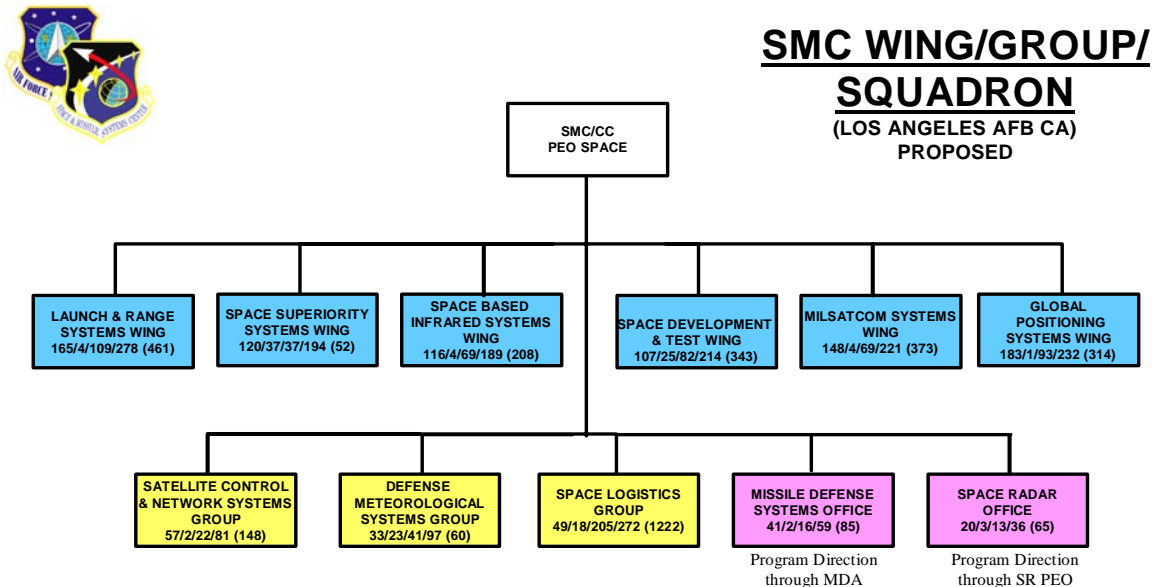 SMC WING/GROUP/
SQUADRON
(LOS ANGELES AFB CA)
PROPOSED
AIR FORCE
SPACE & MISSILE SYSTEMS CENTER
SMC/CC
PEO SPACE
LAUNCH & RANGE
SYSTEMS WING
165/4/109/278 (461)
SPACE SUPERIORITY
SYSTEMS WING
120/37/37/194 (52)
SPACE BASED
INFRARED SYSTEMS
WING
116/4/69/189 (208)
SPACE DEVELOPMENT
& TEST WING
107/25/82/214 (343)
MILSATCOM SYSTEMS
WING
148/4/69/221 (373)
GLOBAL
POSITIONING
SYSTEMS WING
183/1/93/232 (314)
SATELLITE CONTROL
& NETWORK SYSTEMS
GROUP
57/2/22/81 (148)
DEFENSE
METEOROLOGICAL
SYSTEMS GROUP
33/23/41/97 (60)
SPACE LOGISTICS
GROUP
49/18/205/272 (1222)
MISSILE DEFENSE
SYSTEMS OFFICE
41/2/16/59 (85)
SPACE RADAR
OFFICE
20/3/13/36 (65)
Program Direction
through MDA
Program Direction
through SR PEO